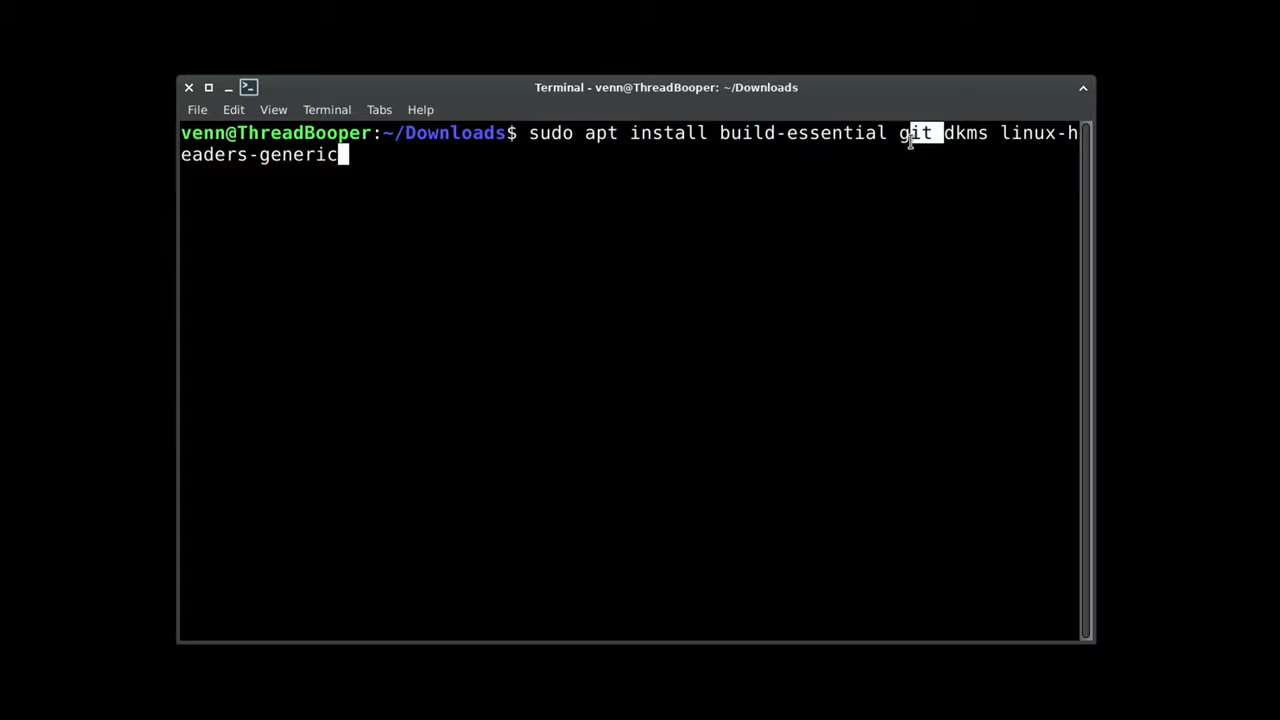 Terminal - venn@ThreadBooper: ~/Downloads
File Edit View Terminal Tabs Help
venn@ThreadBooper:~/Downloads$ sudo apt install build-essential git dkms linux-h
eaders-generic